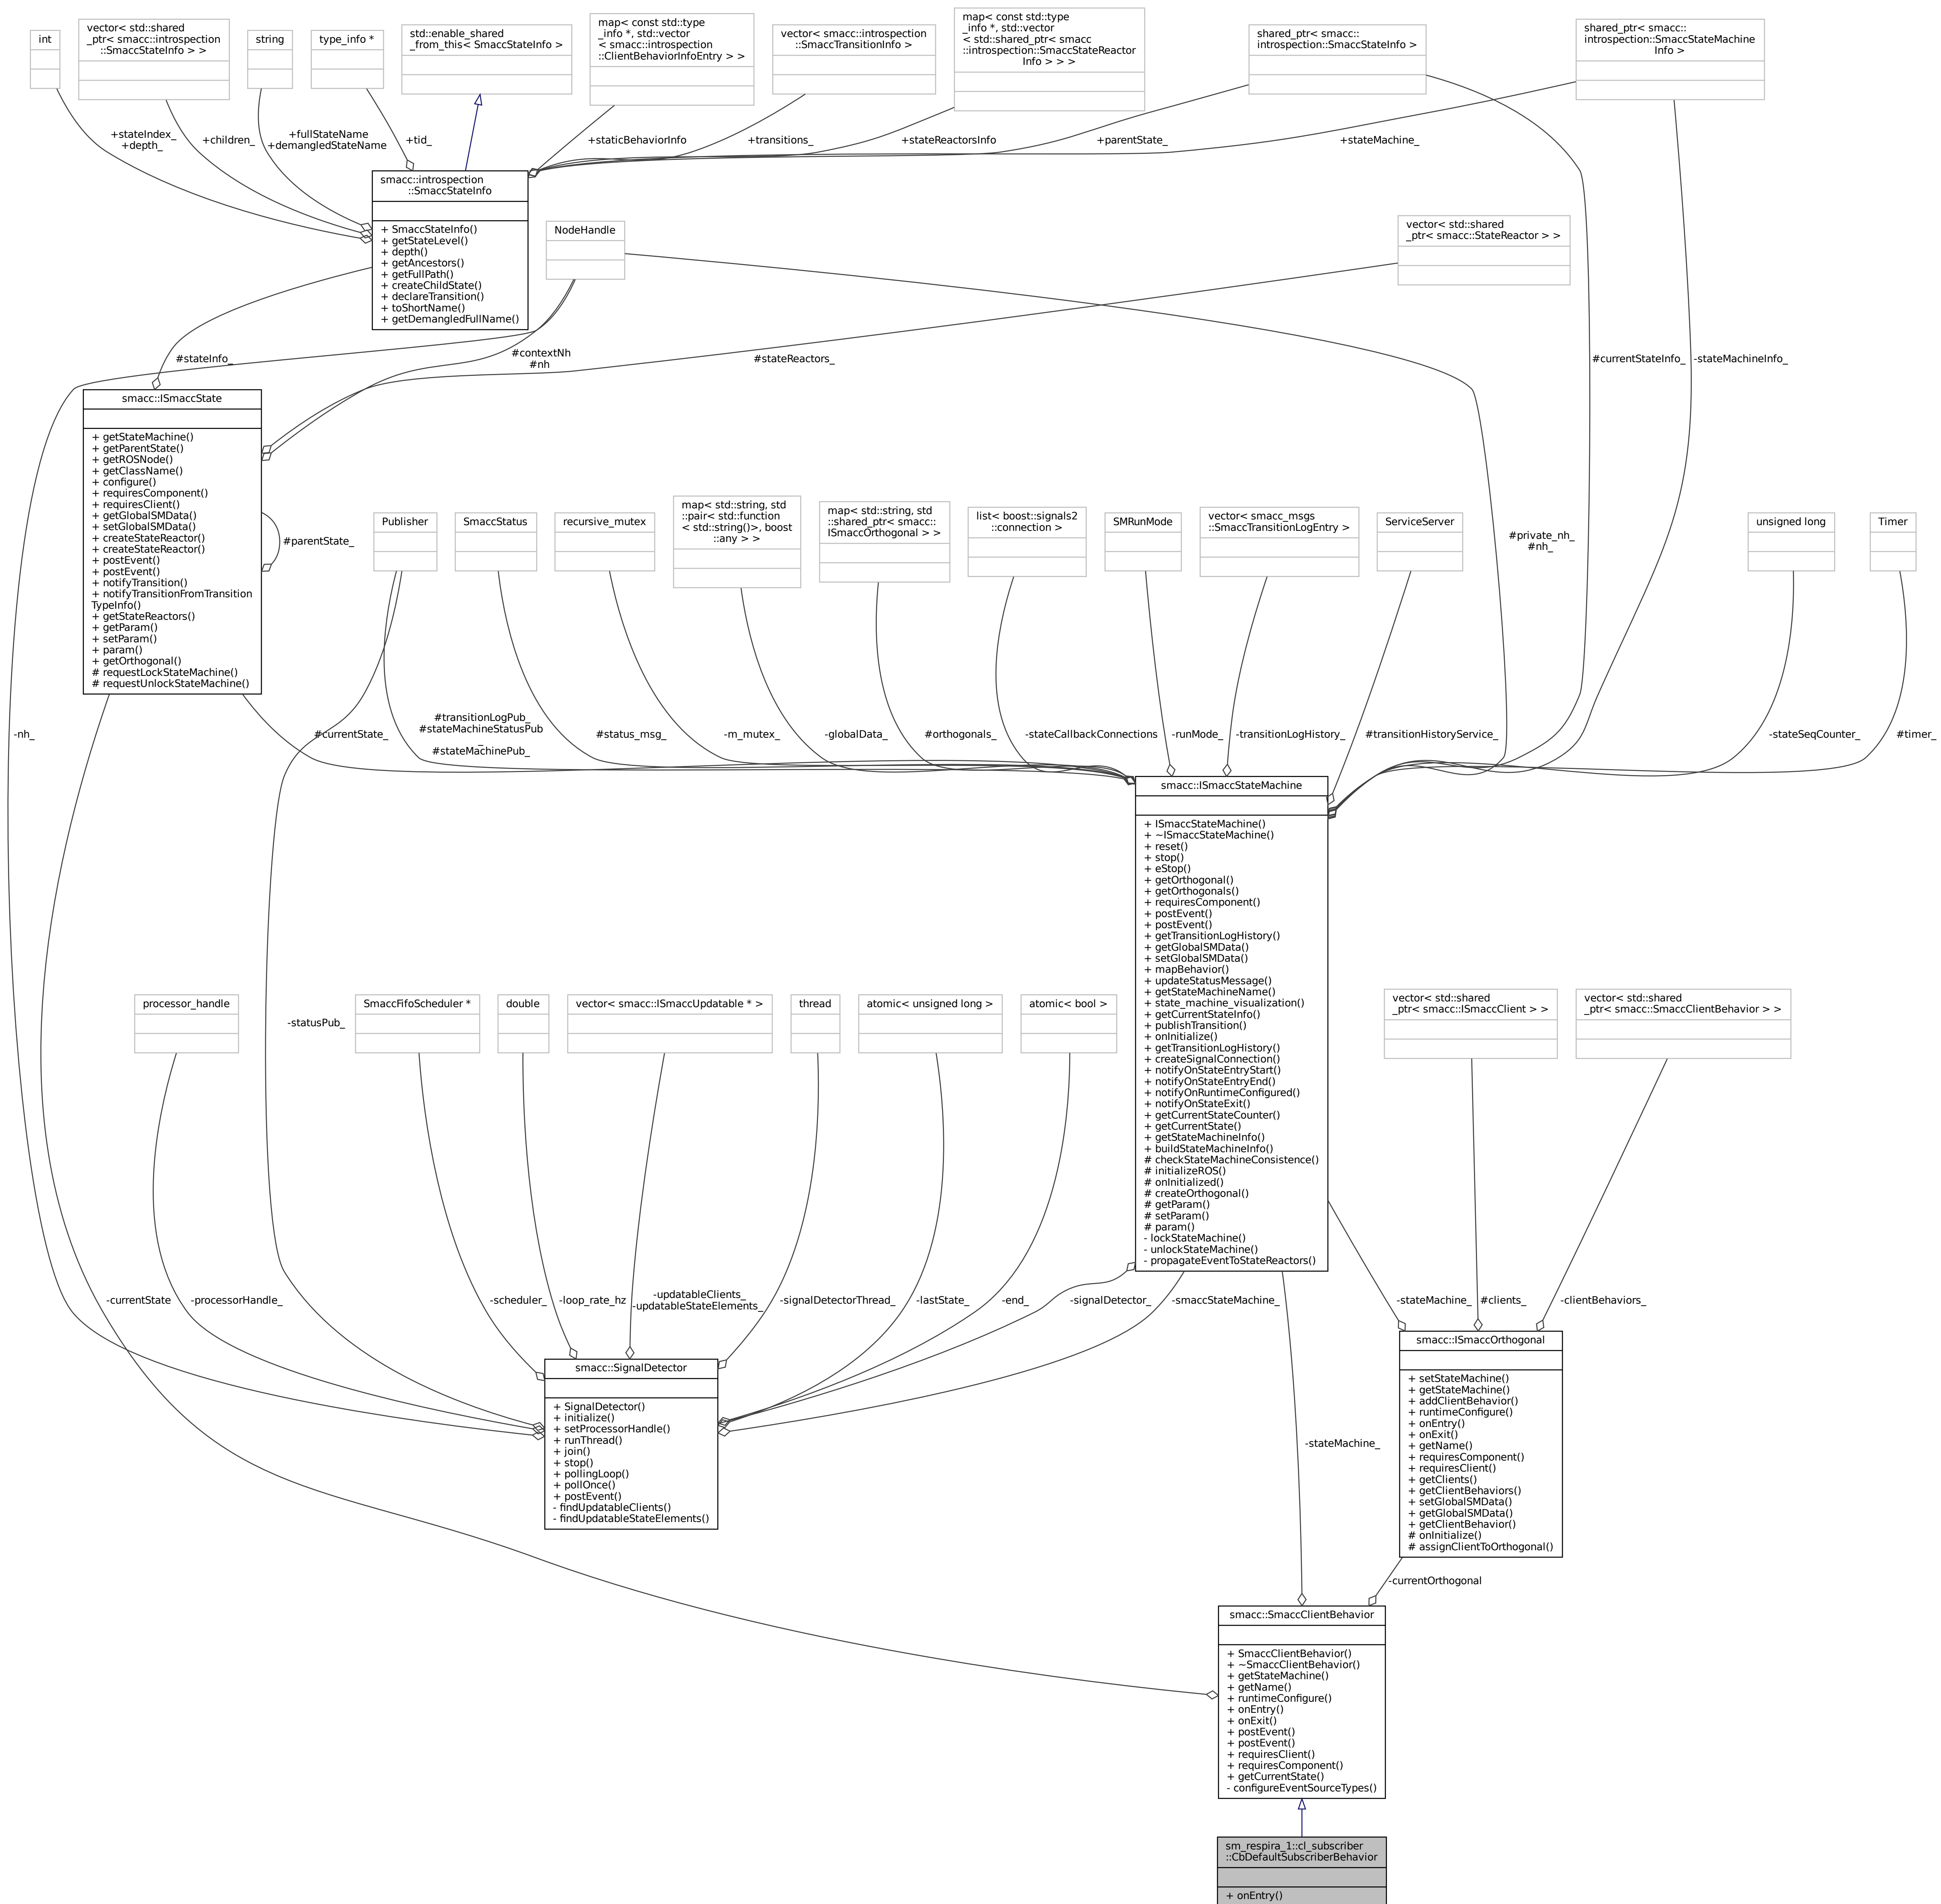 int
vector< std::shared
_ptr< smacc::introspection
::SmaccStateInfo > >
string
type_info *
std::enable_shared
_from_this< SmaccStateInfo >
map< const std::type
_info *, std::vector
< smacc::introspection
::ClientBehaviorInfoEntry > >
vector< smacc::introspection
::SmaccTransitionInfo >
map< const std::type
_info *, std::vector
< std::shared_ptr< smacc
::introspection::SmaccStateReactor
Info > > >
shared_ptr< smacc::
introspection::SmaccStateInfo >
shared_ptr< smacc::
introspection::SmaccStateMachine
Info >
+stateIndex_
+depth_
+children_
+fullStateName
+demangledStateName
+tid_
+staticBehaviorInfo
+transitions_
+stateReactorsInfo
+parentState_
+stateMachine_
smacc::introspection
::SmaccStateInfo
+ SmaccStateInfo()
+ getStateLevel()
+ depth()
+ getAncestors()
+ getFullPath()
+ createChildState()
+ declareTransition()
+ toShortName()
+ getDemangledFullName()
NodeHandle
vector< std::shared
_ptr< smacc::StateReactor > >
#stateInfo_
#contextNh
#nh
#stateReactors_
#currentStateInfo_
-stateMachineInfo_
smacc::ISmaccState
+ getStateMachine()
+ getParentState()
+ getROSNode()
+ getClassName()
+ configure()
+ requiresComponent()
+ requiresClient()
+ getGlobalSMData()
+ setGlobalSMData()
+ createStateReactor()
+ createStateReactor()
+ postEvent()
+ postEvent()
+ notifyTransition()
+ notifyTransitionFromTransition
TypeInfo()
+ getStateReactors()
+ getParam()
+ setParam()
+ param()
+ getOrthogonal()
# requestLockStateMachine()
# requestUnlockStateMachine()
#parentState_
Publisher
SmaccStatus
recursive_mutex
map< std::string, std
::pair< std::function
< std::string()>, boost
::any > >
map< std::string, std
::shared_ptr< smacc::
ISmaccOrthogonal > >
list< boost::signals2
::connection >
SMRunMode
vector< smacc_msgs
::SmaccTransitionLogEntry >
ServiceServer
#private_nh_
#nh_
unsigned long
Timer
-nh_
#currentState_
#transitionLogPub_
#stateMachineStatusPub
_
#stateMachinePub_
#status_msg_
-m_mutex_
-globalData_
#orthogonals_
-stateCallbackConnections
-runMode_
-transitionLogHistory_
#transitionHistoryService_
-stateSeqCounter_
#timer_
smacc::ISmaccStateMachine
+ ISmaccStateMachine()
+ ~ISmaccStateMachine()
+ reset()
+ stop()
+ eStop()
+ getOrthogonal()
+ getOrthogonals()
+ requiresComponent()
+ postEvent()
+ postEvent()
+ getTransitionLogHistory()
+ getGlobalSMData()
+ setGlobalSMData()
+ mapBehavior()
+ updateStatusMessage()
+ getStateMachineName()
+ state_machine_visualization()
+ getCurrentStateInfo()
+ publishTransition()
+ onInitialize()
+ getTransitionLogHistory()
+ createSignalConnection()
+ notifyOnStateEntryStart()
+ notifyOnStateEntryEnd()
+ notifyOnRuntimeConfigured()
+ notifyOnStateExit()
+ getCurrentStateCounter()
+ getCurrentState()
+ getStateMachineInfo()
+ buildStateMachineInfo()
# checkStateMachineConsistence()
# initializeROS()
# onInitialized()
# createOrthogonal()
# getParam()
# setParam()
# param()
- lockStateMachine()
- unlockStateMachine()
- propagateEventToStateReactors()
processor_handle
-statusPub_
SmaccFifoScheduler *
double
vector< smacc::ISmaccUpdatable * >
thread
atomic< unsigned long >
atomic< bool >
vector< std::shared
_ptr< smacc::ISmaccClient > >
vector< std::shared
_ptr< smacc::SmaccClientBehavior > >
-currentState
-processorHandle_
-scheduler_
-loop_rate_hz
-updatableClients_
-updatableStateElements_
-signalDetectorThread_
-lastState_
-end_
-signalDetector_
-smaccStateMachine_
-stateMachine_
#clients_
-clientBehaviors_
smacc::SignalDetector
+ SignalDetector()
+ initialize()
+ setProcessorHandle()
+ runThread()
+ join()
+ stop()
+ pollingLoop()
+ pollOnce()
+ postEvent()
- findUpdatableClients()
- findUpdatableStateElements()
smacc::ISmaccOrthogonal
+ setStateMachine()
+ getStateMachine()
+ addClientBehavior()
+ runtimeConfigure()
+ onEntry()
+ onExit()
+ getName()
+ requiresComponent()
+ requiresClient()
+ getClients()
+ getClientBehaviors()
+ setGlobalSMData()
+ getGlobalSMData()
+ getClientBehavior()
# onInitialize()
# assignClientToOrthogonal()
-stateMachine_
-currentOrthogonal
smacc::SmaccClientBehavior
+ SmaccClientBehavior()
+ ~SmaccClientBehavior()
+ getStateMachine()
+ getName()
+ runtimeConfigure()
+ onEntry()
+ onExit()
+ postEvent()
+ postEvent()
+ requiresClient()
+ requiresComponent()
+ getCurrentState()
- configureEventSourceTypes()
sm_respira_1::cl_subscriber
::CbDefaultSubscriberBehavior
+ onEntry()